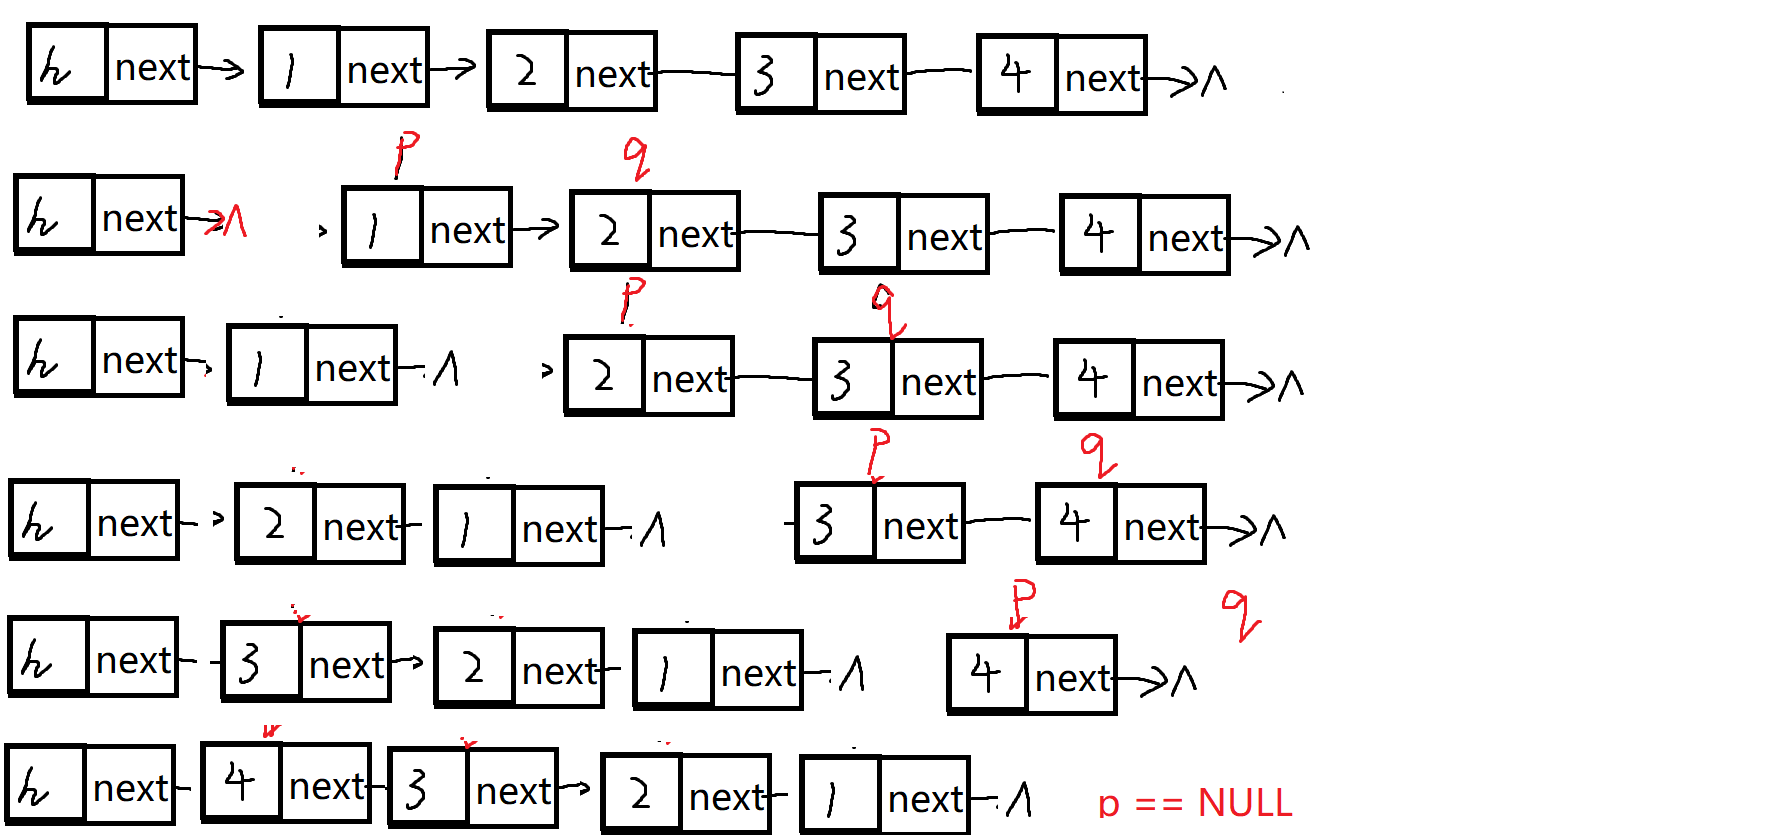 h next 1 next 2 next 3 next 4 next ∧
p q
h next ∧ 1 next 2 next 3 next 4 next ∧
p q
h next 1 next ∧ 2 next 3 next 4 next ∧
p q
h next 2 next 1 next ∧ 3 next 4 next ∧
p q
h next 3 next 2 next 1 next ∧ 4 next ∧
h next 4 next 3 next 2 next 1 next ∧ p == NULL